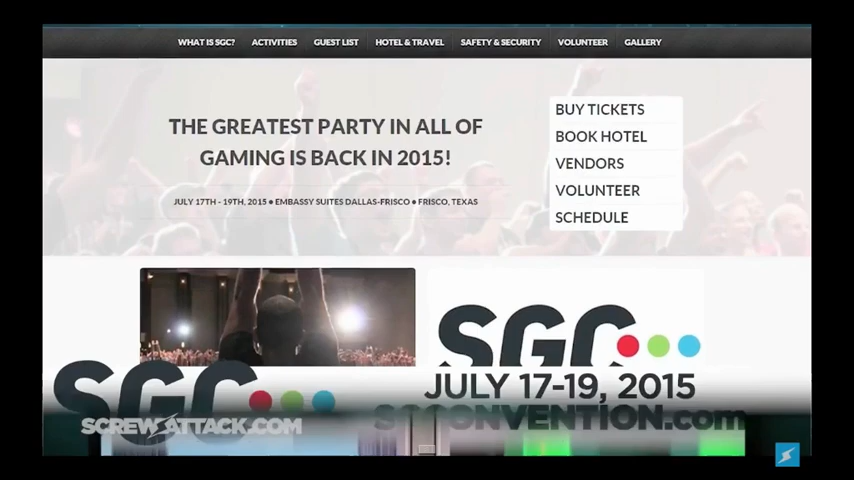 WHAT IS SGC? ACTIVITIES GUEST LIST HOTEL & TRAVEL SAFETY & SECURITY VOLUNTEER GALLERY
THE GREATEST PARTY IN ALL OF
GAMING IS BACK IN 2015!
JULY 17TH - 19TH, 2015 ● EMBASSY SUITES DALLAS-FRISCO ● FRISCO, TEXAS
BUY TICKETS
BOOK HOTEL
VENDORS
VOLUNTEER
SCHEDULE
SGC
SGC
JULY 17-19, 2015
SGCONVENTION.com
SCREWATTACK.COM